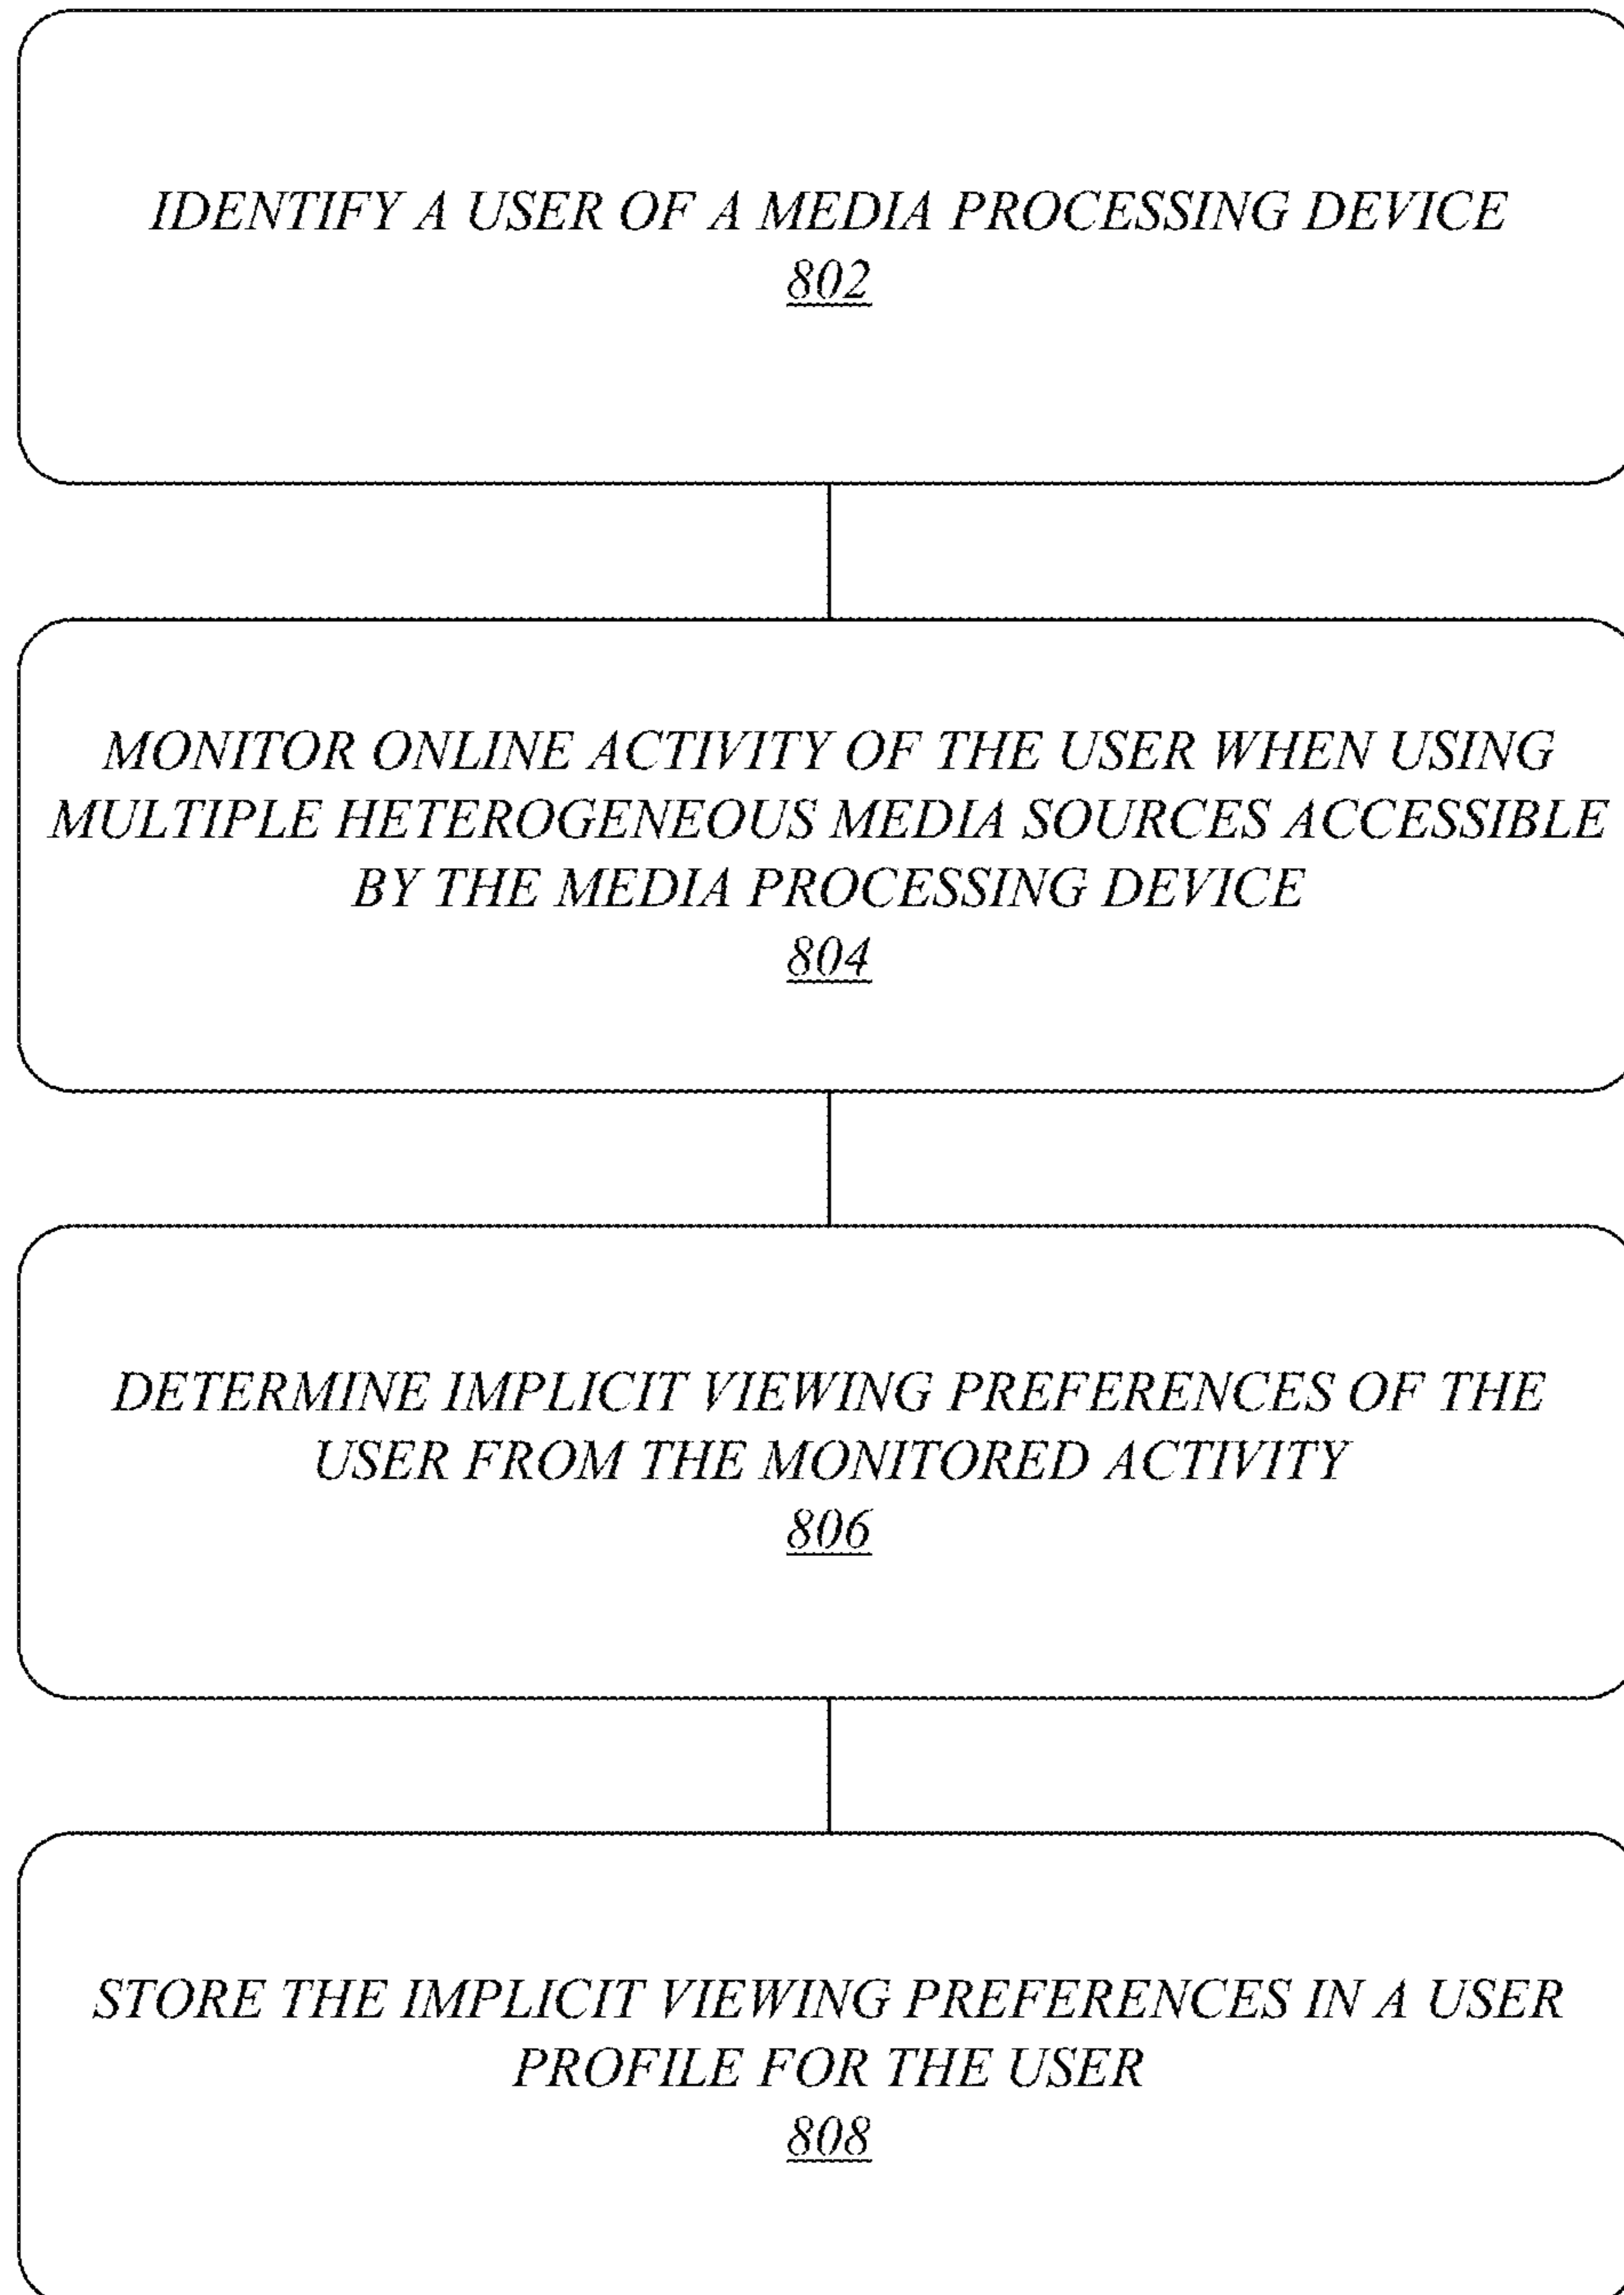 IDENTIFY A USER OF A MEDIA PROCESSING DEVICE
802
MONITOR ONLINE ACTIVITY OF THE USER WHEN USING
MULTIPLE HETEROGENEOUS MEDIA SOURCES ACCESSIBLE
BY THE MEDIA PROCESSING DEVICE
804
DETERMINE IMPLICIT VIEWING PREFERENCES OF THE
USER FROM THE MONITORED ACTIVITY
806
STORE THE IMPLICIT VIEWING PREFERENCES IN A USER
PROFILE FOR THE USER
808